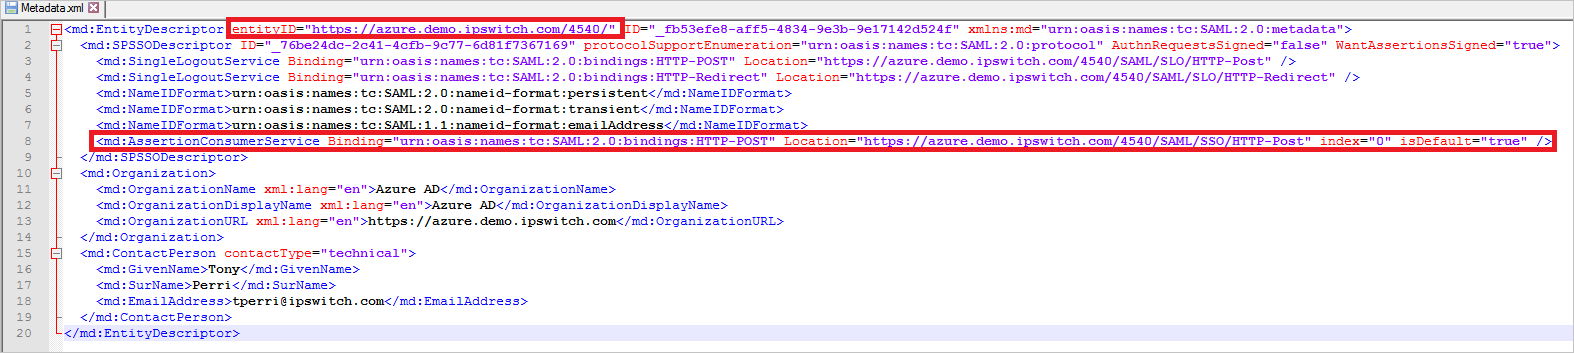 Metadata.xml
1 <md:EntityDescriptor entityID="https://azure.demo.ipswitch.com/4540/" ID="_fb53efe8-aff5-4834-9e3b-9e17142d524f" xmlns:md="urn:oasis:names:tc:SAML:2.0:metadata">
2 <md:SPSSODescriptor ID="_76be24dc-2c41-4cfb-9c77-6d81f7367169" protocolSupportEnumeration="urn:oasis:names:tc:SAML:2.0:protocol" AuthnRequestsSigned="false" WantAssertionsSigned="true">
3 <md:SingleLogoutService Binding="urn:oasis:names:tc:SAML:2.0:bindings:HTTP-POST" Location="https://azure.demo.ipswitch.com/4540/SAML/SLO/HTTP-Post" />
4 <md:SingleLogoutService Binding="urn:oasis:names:tc:SAML:2.0:bindings:HTTP-Redirect" Location="https://azure.demo.ipswitch.com/4540/SAML/SLO/HTTP-Redirect" />
5 <md:NameIDFormat>urn:oasis:names:tc:SAML:2.0:nameid-format:persistent</md:NameIDFormat>
6 <md:NameIDFormat>urn:oasis:names:tc:SAML:2.0:nameid-format:transient</md:NameIDFormat>
7 <md:NameIDFormat>urn:oasis:names:tc:SAML:1.1:nameid-format:emailAddress</md:NameIDFormat>
8 <md:AssertionConsumerService Binding="urn:oasis:names:tc:SAML:2.0:bindings:HTTP-POST" Location="https://azure.demo.ipswitch.com/4540/SAML/SSO/HTTP-Post" index="0" isDefault="true" />
9 </md:SPSSODescriptor>
10 <md:Organization>
11 <md:OrganizationName xml:lang="en">Azure AD</md:OrganizationName>
12 <md:OrganizationDisplayName xml:lang="en">Azure AD</md:OrganizationDisplayName>
13 <md:OrganizationURL xml:lang="en">https://azure.demo.ipswitch.com</md:OrganizationURL>
14 </md:Organization>
15 <md:ContactPerson contactType="technical">
16 <md:GivenName>Tony</md:GivenName>
17 <md:SurName>Perri</md:SurName>
18 <md:EmailAddress>tperri@ipswitch.com</md:EmailAddress>
19 </md:ContactPerson>
20 </md:EntityDescriptor>